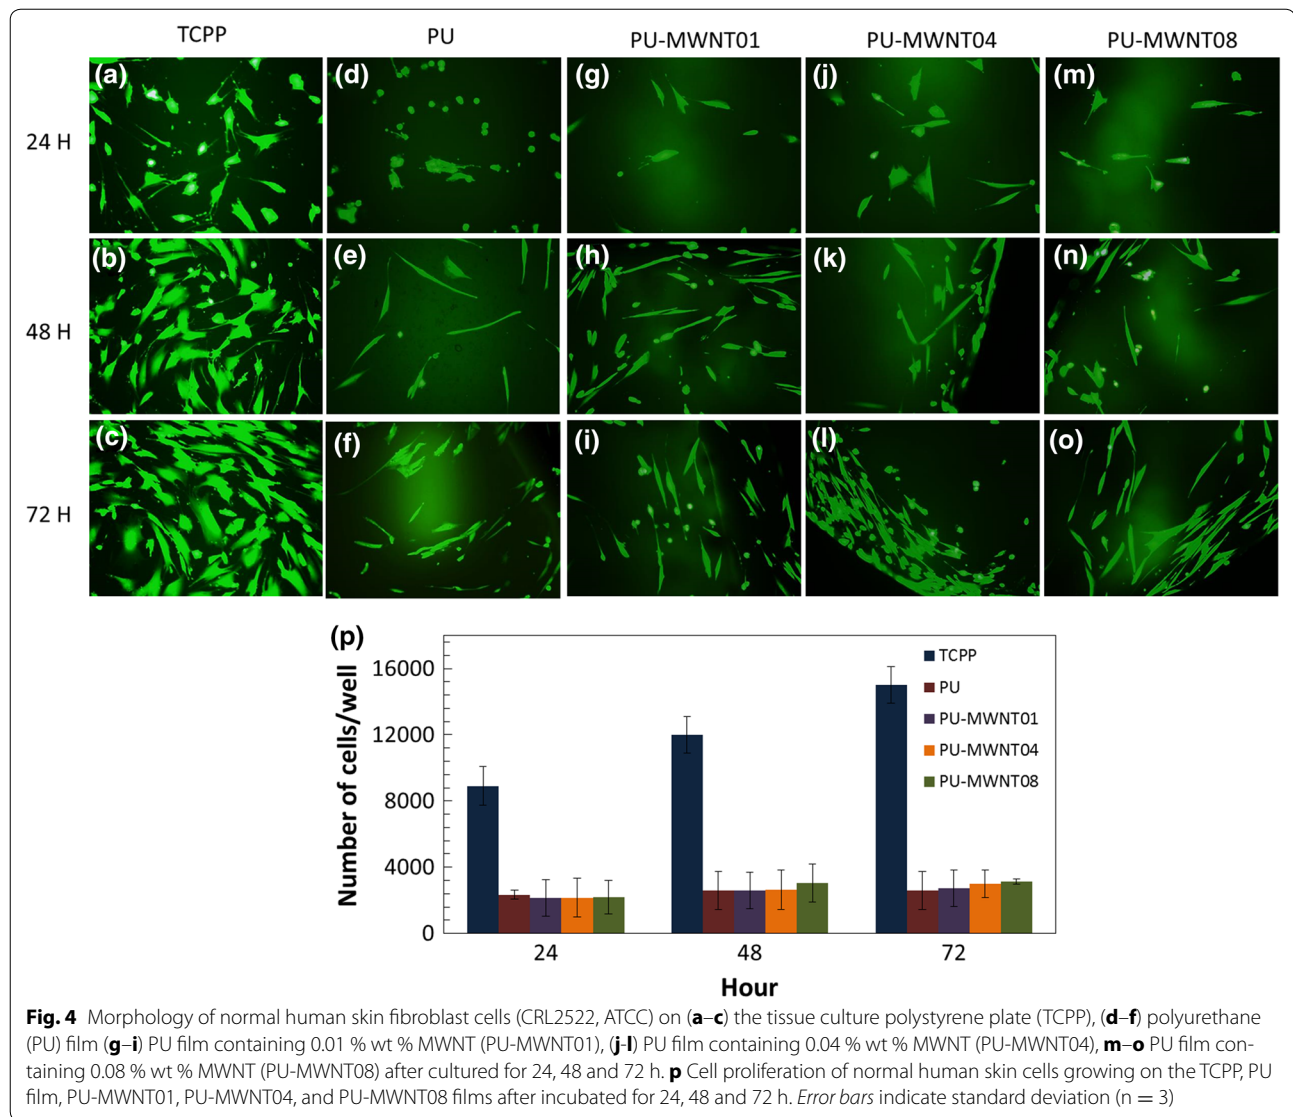 TCPP PU PU-MWNT01 PU-MWNT04 PU-MWNT08
24 H (a) (d) (g) (j) (m)
48 H (b) (e) (h) (k) (n)
72 H (c) (f) (i) (l) (o)
(p)
Number of cells/well
16000
12000
8000
4000
0
TCPP
PU
PU-MWNT01
PU-MWNT04
PU-MWNT08
24 48 72
Hour
Fig. 4 Morphology of normal human skin fibroblast cells (CRL2522, ATCC) on (a–c) the tissue culture polystyrene plate (TCPP), (d–f) polyurethane
(PU) film (g–i) PU film containing 0.01 % wt % MWNT (PU-MWNT01), (j-l) PU film containing 0.04 % wt % MWNT (PU-MWNT04), m–o PU film con-
taining 0.08 % wt % MWNT (PU-MWNT08) after cultured for 24, 48 and 72 h. p Cell proliferation of normal human skin cells growing on the TCPP, PU
film, PU-MWNT01, PU-MWNT04, and PU-MWNT08 films after incubated for 24, 48 and 72 h. Error bars indicate standard deviation (n = 3)